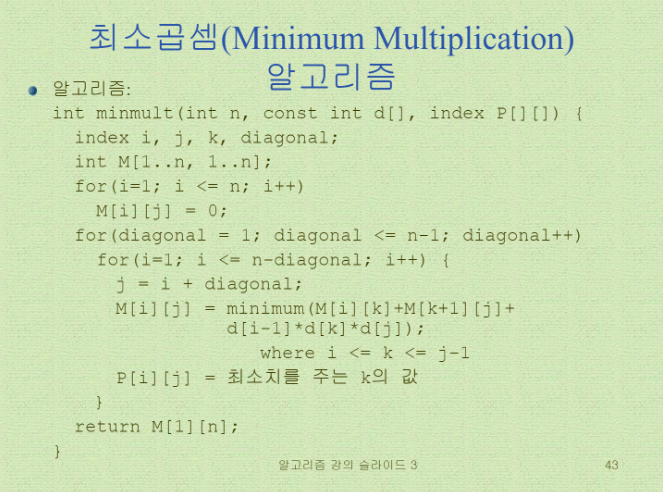 최소곱셈(Minimum Multiplication)
알고리즘
알고리즘:
int minmult(int n, const int d[], index P[][]) {
index i, j, k, diagonal;
int M[1..n, 1..n];
for(i=1; i <= n; i++)
M[i][j] = 0;
for(diagonal = 1; diagonal <= n-1; diagonal++)
for(i=1; i <= n-diagonal; i++) {
j = i + diagonal;
M[i][j] = minimum(M[i][k]+M[k+1][j]+
d[i-1]*d[k]*d[j]);
where i <= k <= j-1
P[i][j] = 최소치를 주는 k의 값
}
return M[1][n];
}
알고리즘 강의 슬라이드 3
43